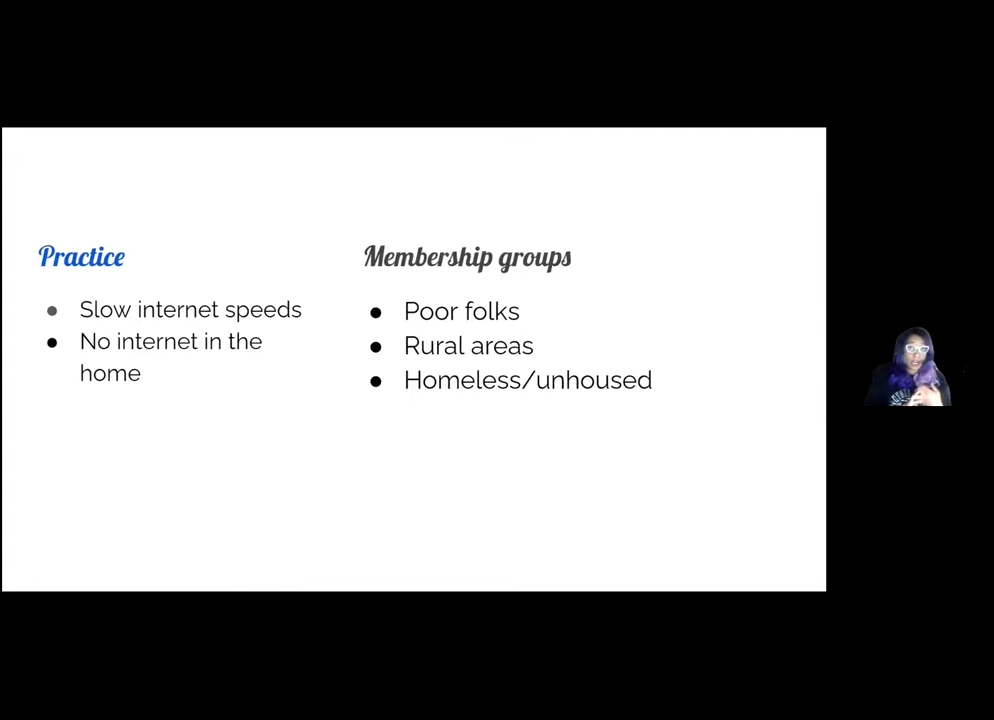 Practice
● Slow internet speeds
● No internet in the
home
Membership groups
● Poor folks
● Rural areas
● Homeless/unhoused